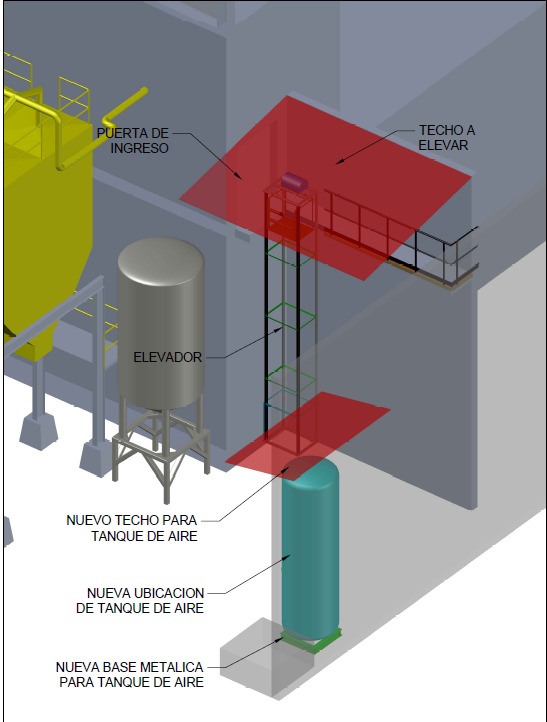 PUERTA DE
INGRESO
TECHO A
ELEVAR
ELEVADOR
NUEVO TECHO PARA
TANQUE DE AIRE
NUEVA UBICACION
DE TANQUE DE AIRE
NUEVA BASE METALICA
PARA TANQUE DE AIRE